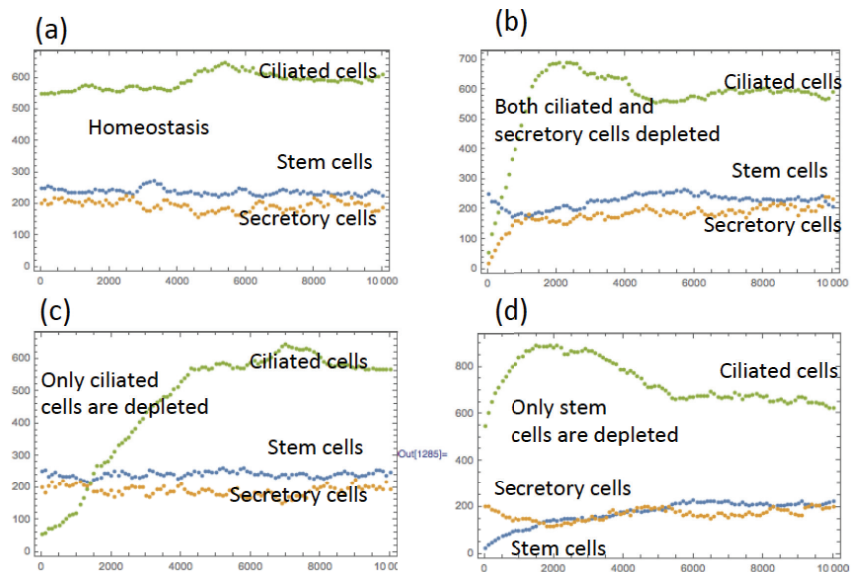 (a)
600
500
400
300
200
100
0
Ciliated cells
Homeostasis
Stem cells
Secretory cells
0 2000 4000 6000 8000 10 000
(b)
700
600
500
400
300
200
100
0
Ciliated cells
Both ciliated and
secretory cells depleted
Stem cells
Secretory cells
0 2000 4000 6000 8000 10 000
(c)
600
500
400
300
200
100
0
Ciliated cells
Only ciliated
cells are depleted
Stem cells
Secretory cells
0 2000 4000 6000 8000 10 000
(d)
Out[1285]=
800
600
400
200
0
Ciliated cells
Only stem
cells are depleted
Secretory cells
Stem cells
0 2000 4000 6000 8000 10 000